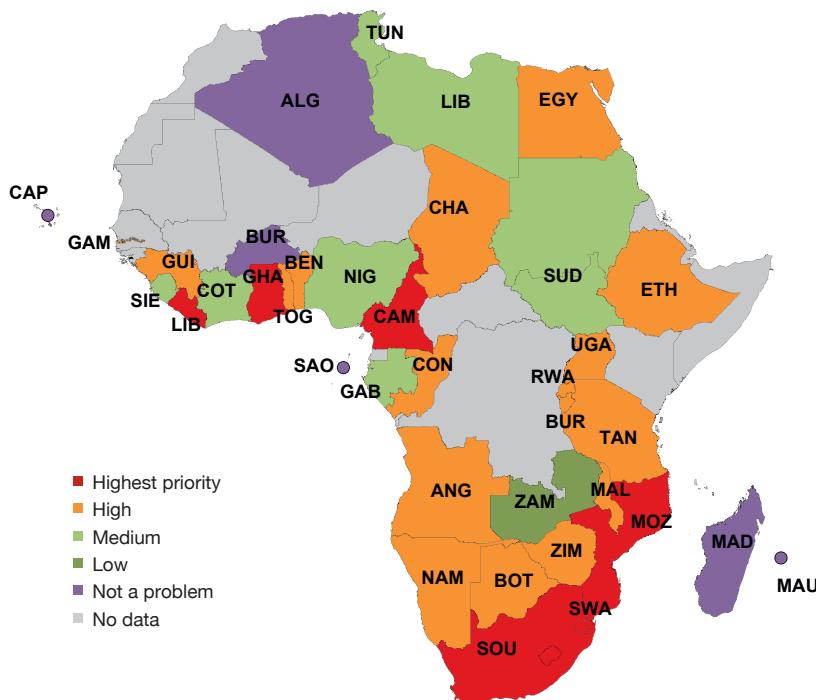 TUN
ALG
LIB
EGY
CAP
CHA
GAM
BUR
GUI
BEN
NIG
GHA
SUD
COT
ETH
SIE
TOG
LIB
CAM
UGA
SAO
CON
RWA
GAB
BUR
TAN
Highest priority
High
Medium
Low
Not a problem
No data
ANG
ZAM
MAL
MOZ
MAD
ZIM
NAM
BOT
MAU
SWA
SOU